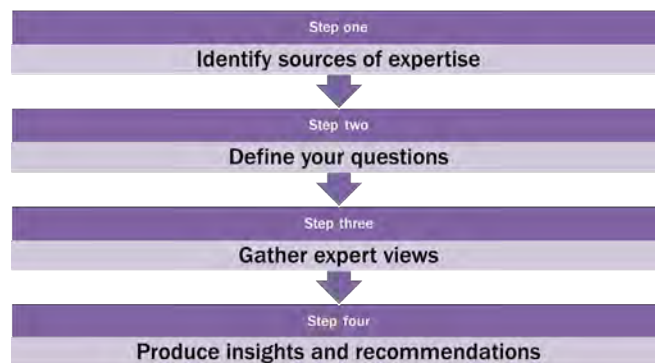 Step one
Identify sources of expertise
Step two
Define your questions
Step three
Gather expert views
Step four
Produce insights and recommendations